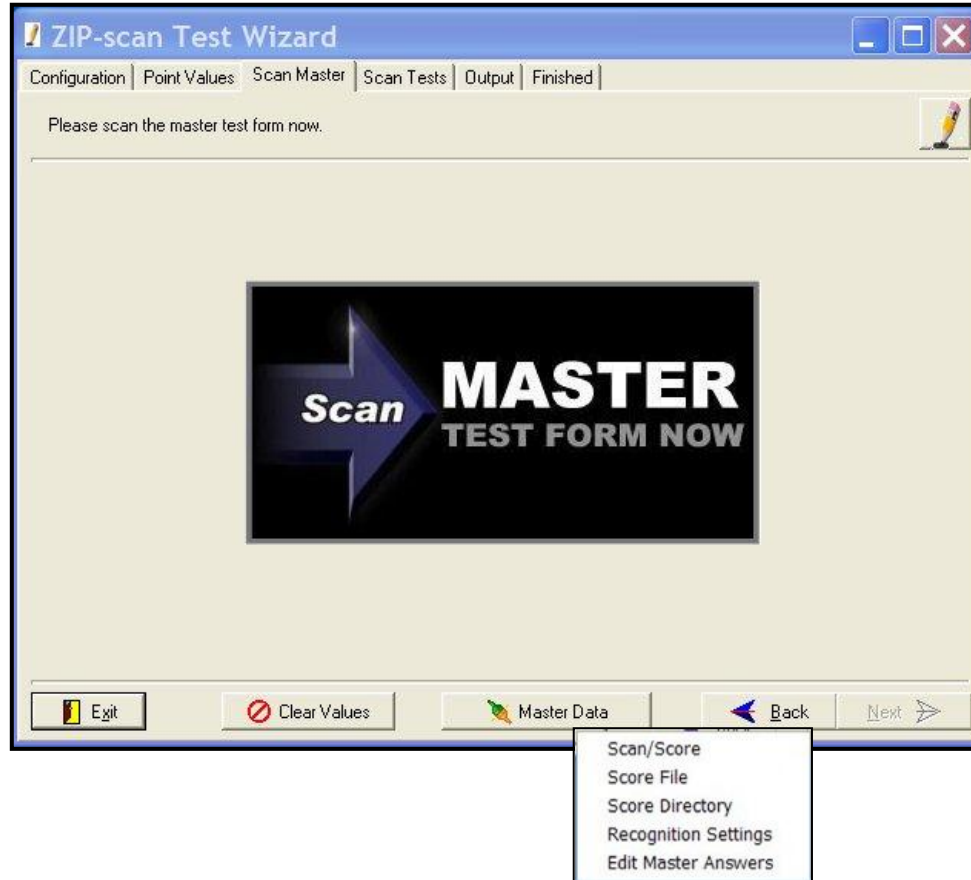 ZIP-scan Test Wizard
Configuration Point Values Scan Master Scan Tests Output Finished
Please scan the master test form now.
Scan
MASTER
TEST FORM NOW
Exit Clear Values Master Data Back Next
Scan/Score
Score File
Score Directory
Recognition Settings
Edit Master Answers